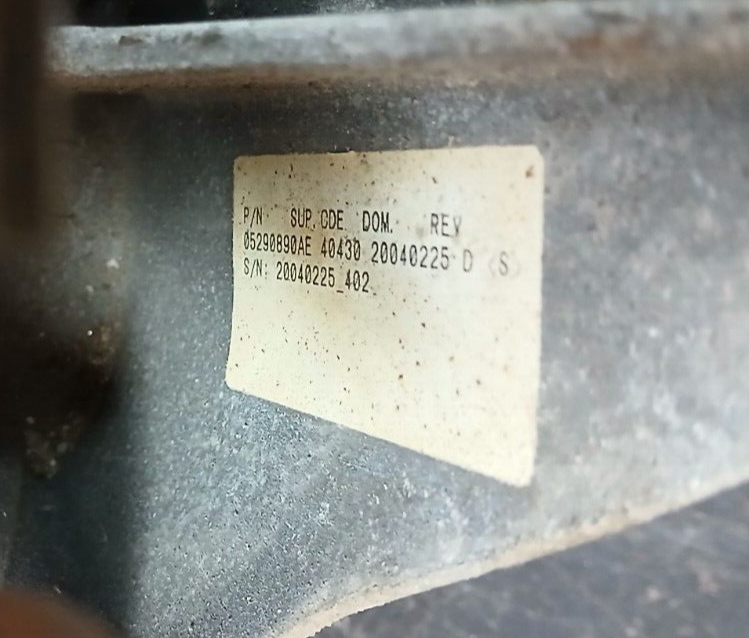 P/N SUP.CDE DOM. REV
05290890AE 40430 20040225 D <S>
S/N: 20040225_402